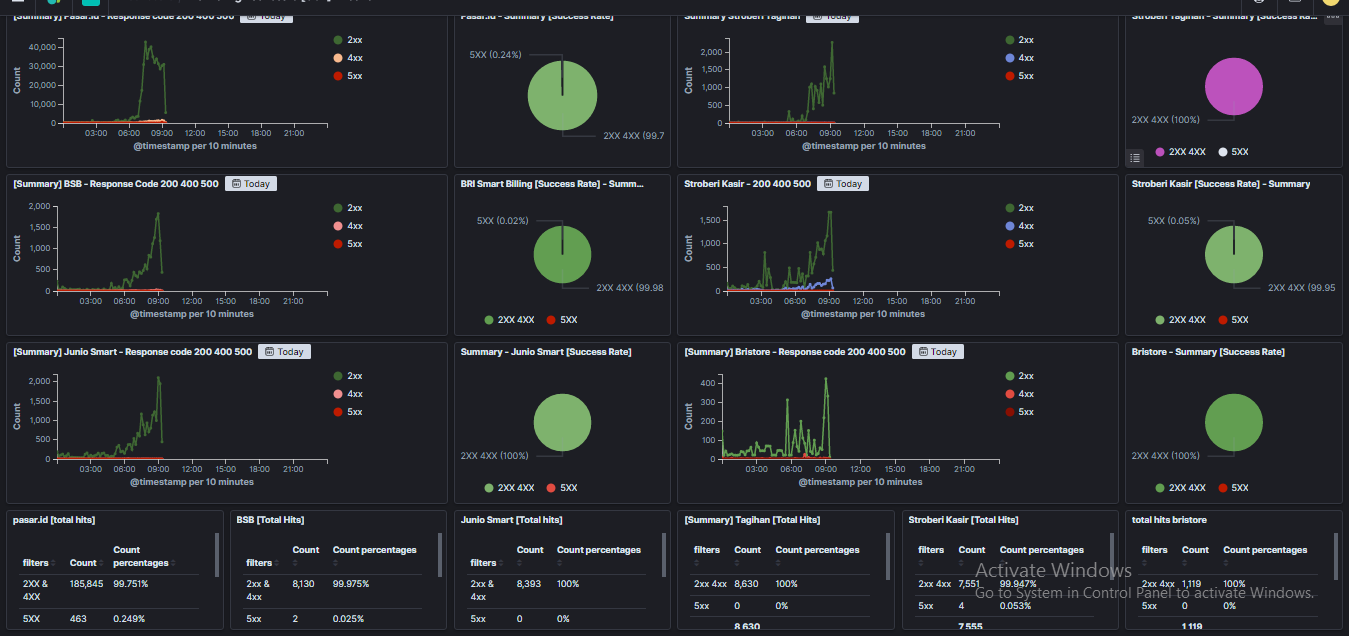 [Summary] Pasar.id - Response Code 200 400 500 Today
40,000
30,000
20,000
10,000
0
Count
2xx
4xx
5xx
03:00 06:00 09:00 12:00 15:00 18:00 21:00
@timestamp per 10 minutes
Pasar.id - Summary [Success Rate]
5XX (0.24%)
2XX 4XX (99.7
Summary Stroberi Tagihan Today
2,000
1,500
1,000
500
0
Count
2xx
4xx
5xx
03:00 06:00 09:00 12:00 15:00 18:00 21:00
@timestamp per 10 minutes
Stroberi Tagihan - Summary [Success Ra...
2XX 4XX (100%)
2XX 4XX 5XX
[Summary] BSB - Response Code 200 400 500 Today
2,000
1,500
1,000
500
0
Count
2xx
4xx
5xx
03:00 06:00 09:00 12:00 15:00 18:00 21:00
@timestamp per 10 minutes
BRI Smart Billing [Success Rate] - Summ...
5XX (0.02%)
2XX 4XX (99.98
2XX 4XX 5XX
Stroberi Kasir - 200 400 500 Today
1,500
1,000
500
0
Count
2xx
4xx
5xx
03:00 06:00 09:00 12:00 15:00 18:00 21:00
@timestamp per 10 minutes
Stroberi Kasir [Success Rate] - Summary
5XX (0.05%)
2XX 4XX (99.95
2XX 4XX 5XX
[Summary] Junio Smart - Response code 200 400 500 Today
2,000
1,500
1,000
500
0
Count
2xx
4xx
5xx
03:00 06:00 09:00 12:00 15:00 18:00 21:00
@timestamp per 10 minutes
Summary - Junio Smart [Success Rate]
2XX 4XX (100%)
2XX 4XX 5XX
[Summary] Bristore - Response code 200 400 500 Today
400
300
200
100
0
Count
2xx
4xx
5xx
03:00 06:00 09:00 12:00 15:00 18:00 21:00
@timestamp per 10 minutes
Bristore - Summary [Success Rate]
2XX 4XX (100%)
2XX 4XX 5XX
pasar.id [total hits]
Count
filters Count percentages
2XX & 185,845 99.751%
4XX
5XX 463 0.249%
BSB [Total Hits]
filters Count Count percentages
2xx & 8,130 99.975%
4xx
5xx 2 0.025%
Junio Smart [Total hits]
filters Count Count percentages
2xx & 8,393 100%
4xx
5xx 0 0%
[Summary] Tagihan [Total Hits]
filters Count Count percentages
2xx 4xx 8,630 100%
5xx 0 0%
8,630
Stroberi Kasir [Total Hits]
filters Count Count percentages
2xx 4xx 7,551 99.947%
5xx 4 0.053%
7,555
total hits bristore
filters Count Count percentages
2xx 4xx 1,119 100%
5xx 0 0%
1,119
Activate Windows
Go to System in Control Panel to activate Windows.